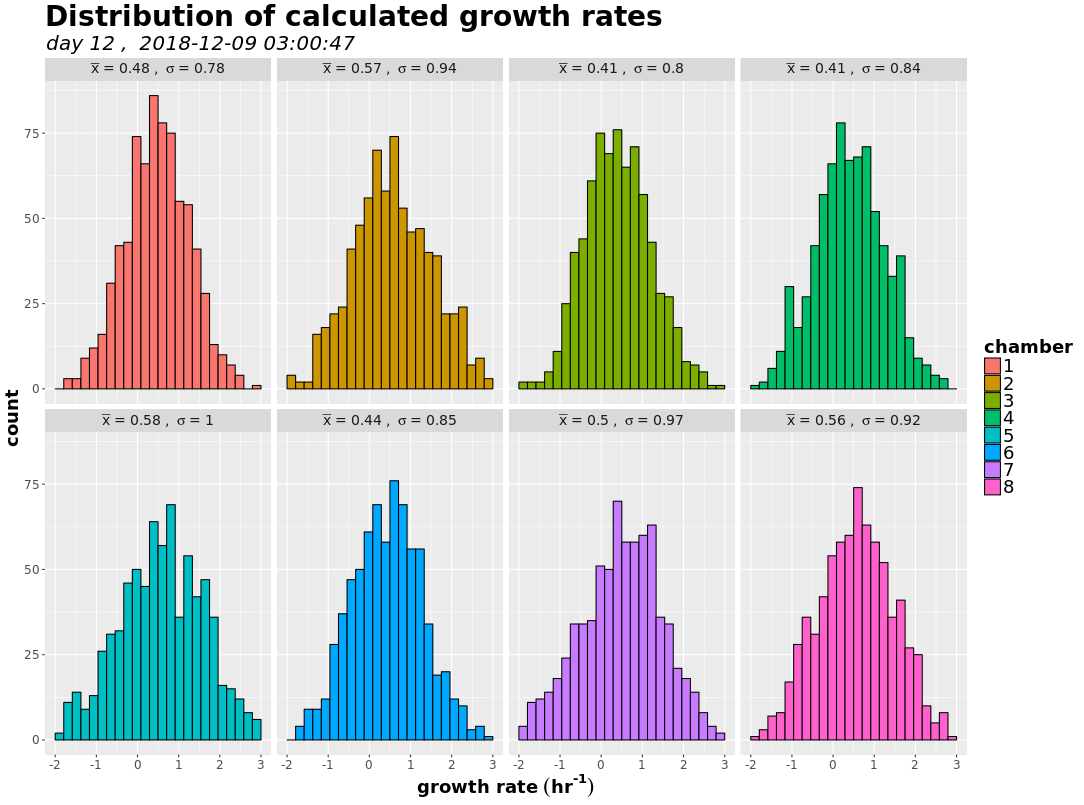 Distribution of calculated growth rates
day 12 ,  2018-12-09 03:00:47
x̅ = 0.48 ,  σ = 0.78
x̅ = 0.57 ,  σ = 0.94
x̅ = 0.41 ,  σ = 0.8
x̅ = 0.41 ,  σ = 0.84
75
50
25
0
x̅ = 0.58 ,  σ = 1
x̅ = 0.44 ,  σ = 0.85
x̅ = 0.5 ,  σ = 0.97
x̅ = 0.56 ,  σ = 0.92
75
50
25
0
-2 -1 0 1 2 3
-2 -1 0 1 2 3
-2 -1 0 1 2 3
-2 -1 0 1 2 3
growth rate (hr⁻¹)
count
chamber
1
2
3
4
5
6
7
8